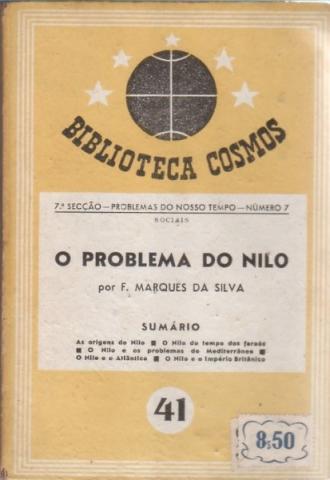 BIBLIOTECA COSMOS
7.ª SECÇÃO — PROBLEMAS DO NOSSO TEMPO — NÚMERO 7
SOCIAIS
O PROBLEMA DO NILO
por F. MARQUES DA SILVA
SUMÁRIO
As origens do Nilo ■ O Nilo do tempo dos faraós
■ O Nilo e os problemas do Mediterrâneo ■
O Nilo e o Atlântico ■ O Nilo e o Império Britânico
41
8$50